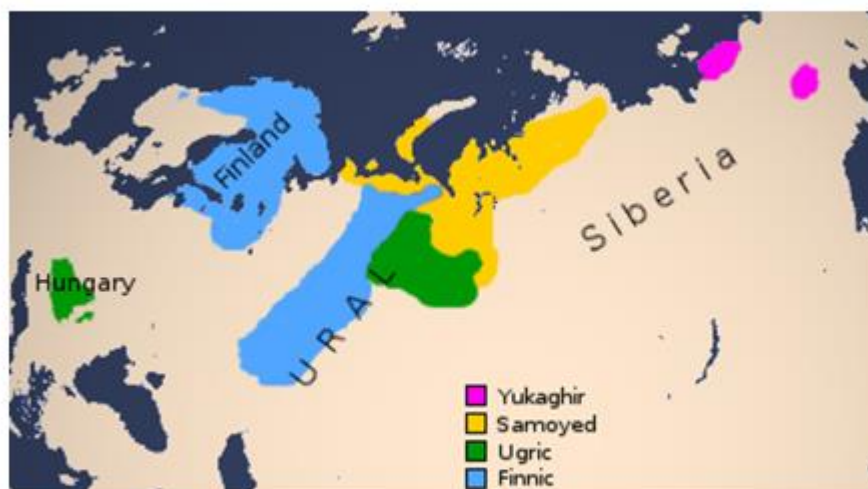 Finland
Siberia
Hungary
URAL
Yukaghir
Samoyed
Ugric
Finnic